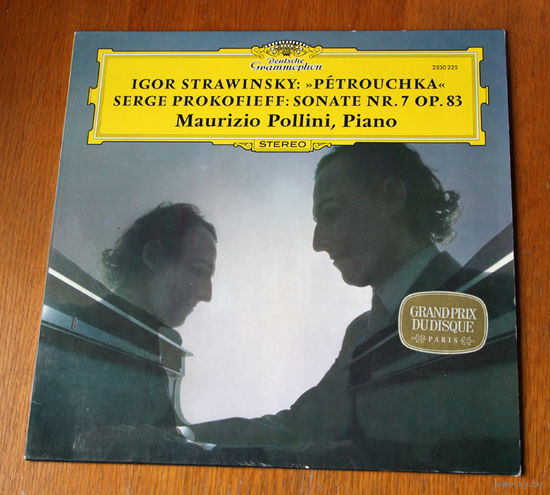 Deutsche
Grammophon
2530 225
IGOR STRAWINSKY: »PÉTROUCHKA«
SERGE PROKOFIEFF: SONATE NR. 7 OP. 83
Maurizio Pollini, Piano
STEREO
GRAND PRIX
DU DISQUE
PARIS